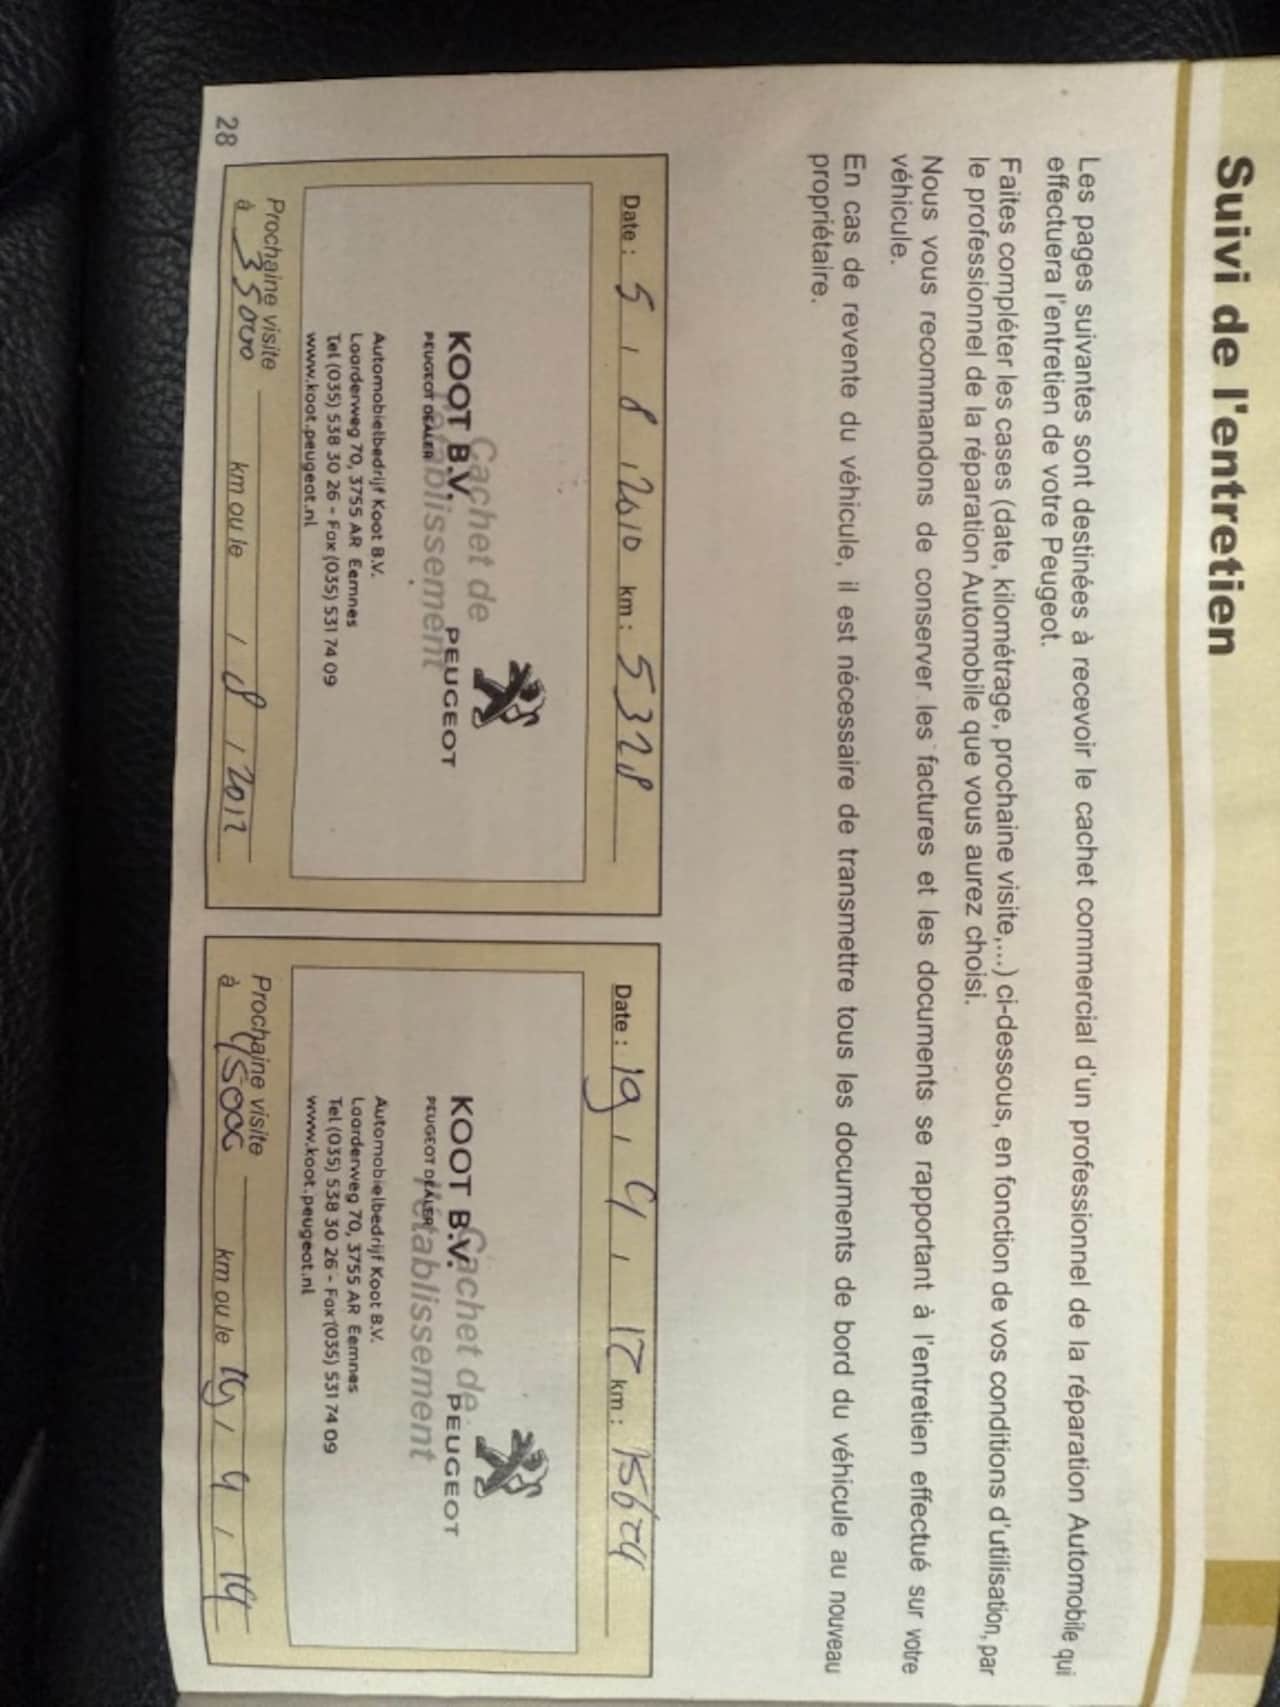 Suivi de l'entretien
Les pages suivantes sont destinées à recevoir le cachet commercial d'un professionnel de la réparation Automobile qui
effectuera l'entretien de votre Peugeot.
Faites compléter les cases (date, kilométrage, prochaine visite,...) ci-dessous, en fonction de vos conditions d'utilisation, par
le professionnel de la réparation Automobile que vous aurez choisi.
Nous vous recommandons de conserver les factures et les documents se rapportant à l'entretien effectué sur votre
véhicule.
En cas de revente du véhicule, il est nécessaire de transmettre tous les documents de bord du véhicule au nouveau
propriétaire.
Date : 5 / 8 / 2010 km : 5328
Cachet de
l'établissement
KOOT B.V. PEUGEOT
PEUGEOT DEALER
Automobielbedrijf Koot B.V.
Laarderweg 70, 3755 AR Eemnes
Tel (035) 538 30 26 - Fax (035) 531 74 09
www.koot.peugeot.nl
Prochaine visite
à 35000 km ou le / 8 / 2012
Date : 19 / 9 / 12 km :
Cachet de
l'établissement
KOOT B.V. PEUGEOT
PEUGEOT DEALER
Automobielbedrijf Koot B.V.
Laarderweg 70, 3755 AR Eemnes
Tel (035) 538 30 26 - Fax (035) 531 74 09
www.koot.peugeot.nl
Prochaine visite
à km ou le 19 / 9 / 14
28